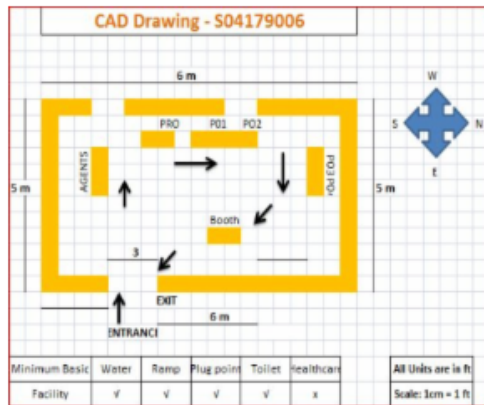 CAD Drawing - S04179006
6 m
W
S
N
E
PRO P01 PO2
AGENTS
PO3 PO4
5 m
5 m
Booth
3
EXIT
6 m
ENTRANCE
Minimum Basic Water Ramp Plug point Toilet Healthcare
Facility √ √ √ √ x
All Units are in ft
Scale: 1cm = 1 ft